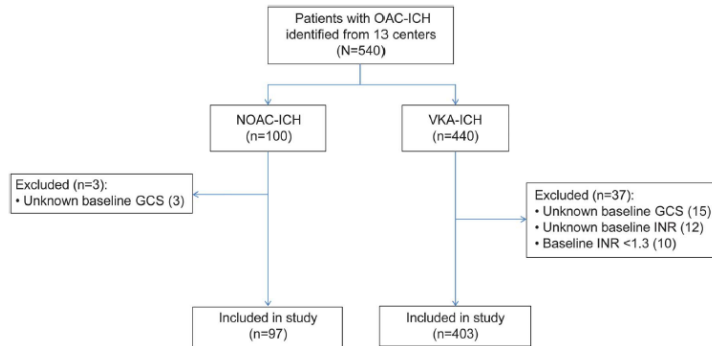 Patients with OAC-ICH
identified from 13 centers
(N=540)
NOAC-ICH
(n=100)
VKA-ICH
(n=440)
Excluded (n=3):
• Unknown baseline GCS (3)
Excluded (n=37):
• Unknown baseline GCS (15)
• Unknown baseline INR (12)
• Baseline INR <1.3 (10)
Included in study
(n=97)
Included in study
(n=403)